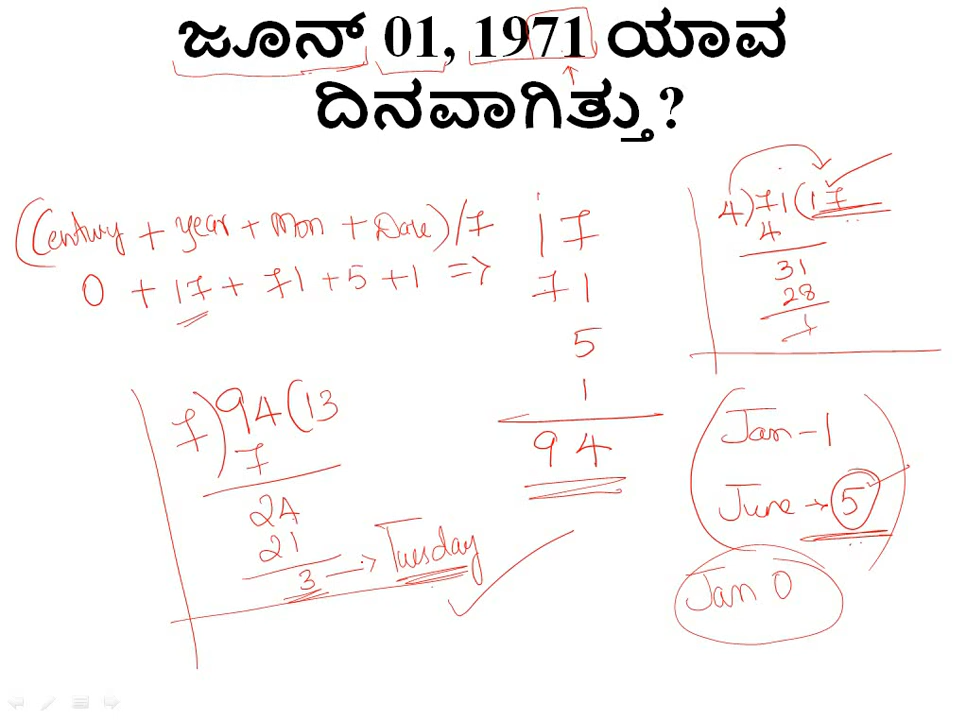 ಜೂನ್ 01, 1971 ಯಾವ
ದಿನವಾಗಿತ್ತು ?
(Century + year + Mon + Date) / 7
0 + 17 + 71 + 5 + 1 =>
17
71
5
1
94
4) 71 (17
4
31
28
1
7) 94 (13
7
24
21
3 -> Tuesday
Jan - 1
June -> 5
Jan 0